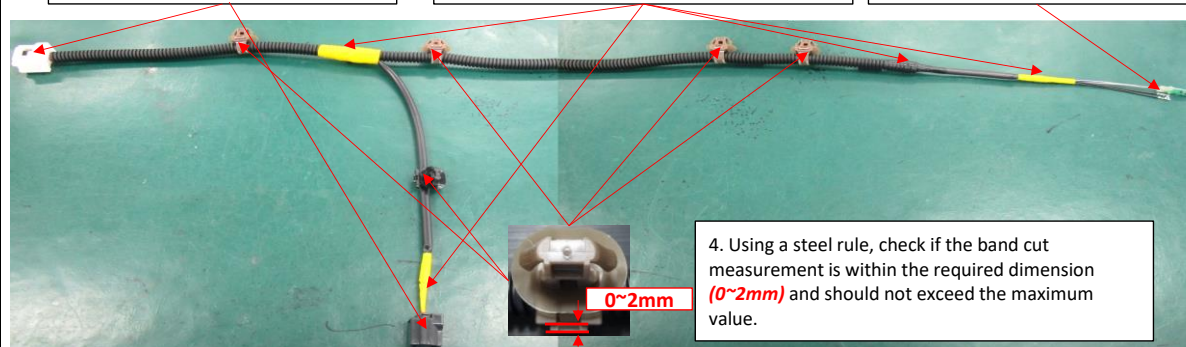 0~2mm
4. Using a steel rule, check if the band cut
measurement is within the required dimension
(0~2mm) and should not exceed the maximum
value.